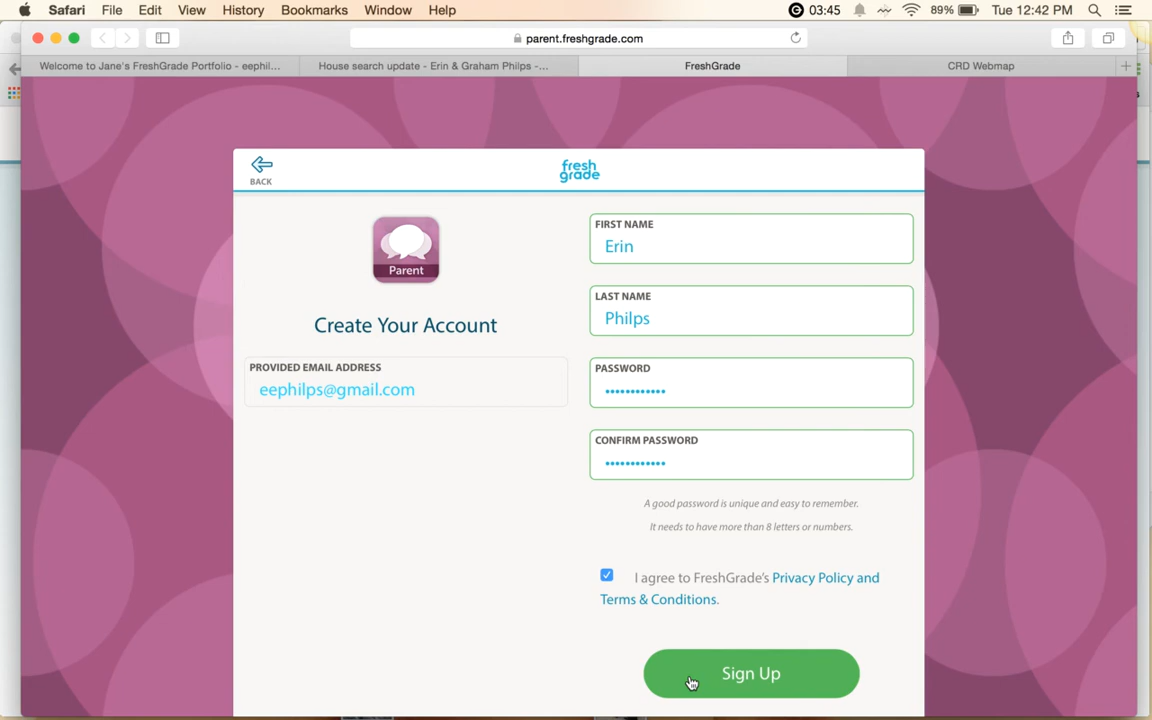 Safari File Edit View History Bookmarks Window Help 03:45 89% Tue 12:42 PM
parent.freshgrade.com
Welcome to Jane's FreshGrade Portfolio - eephil... House search update - Erin & Graham Philps -... FreshGrade CRD Webmap
BACK
fresh
grade
Parent
Create Your Account
PROVIDED EMAIL ADDRESS
eephilps@gmail.com
FIRST NAME
Erin
LAST NAME
Philps
PASSWORD
••••••••••••
CONFIRM PASSWORD
••••••••••••
A good password is unique and easy to remember.
It needs to have more than 8 letters or numbers.
I agree to FreshGrade's Privacy Policy and
Terms & Conditions.
Sign Up